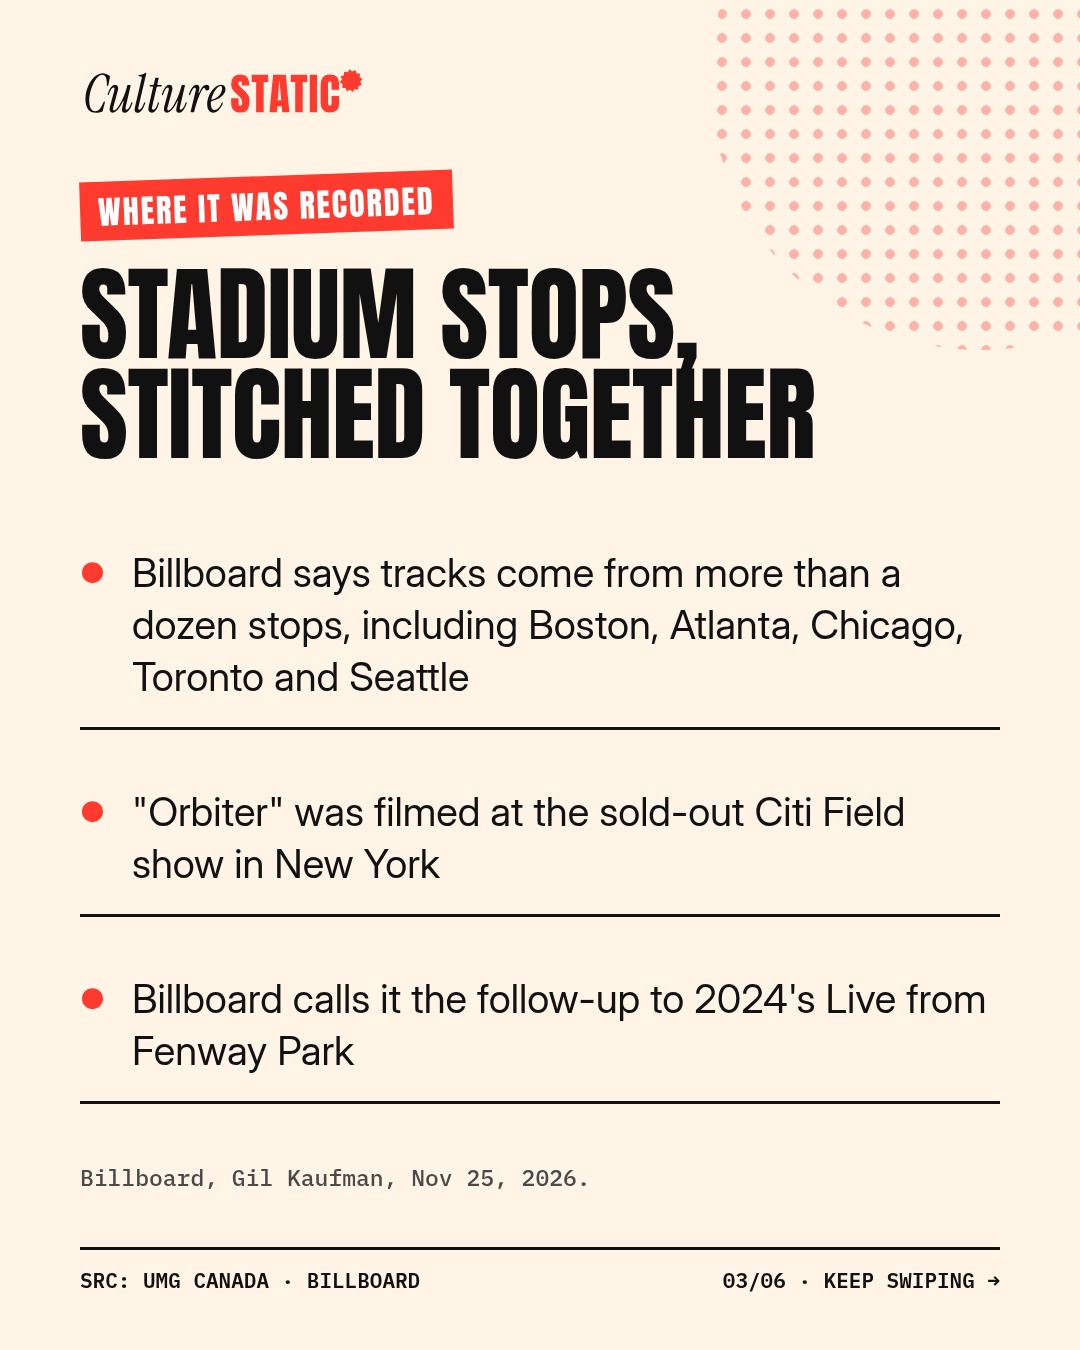 Culture STATIC
WHERE IT WAS RECORDED
STADIUM STOPS,
STITCHED TOGETHER
Billboard says tracks come from more than a
dozen stops, including Boston, Atlanta, Chicago,
Toronto and Seattle
"Orbiter" was filmed at the sold-out Citi Field
show in New York
Billboard calls it the follow-up to 2024's Live from
Fenway Park
Billboard, Gil Kaufman, Nov 25, 2026.
SRC: UMG CANADA · BILLBOARD
03/06 · KEEP SWIPING →